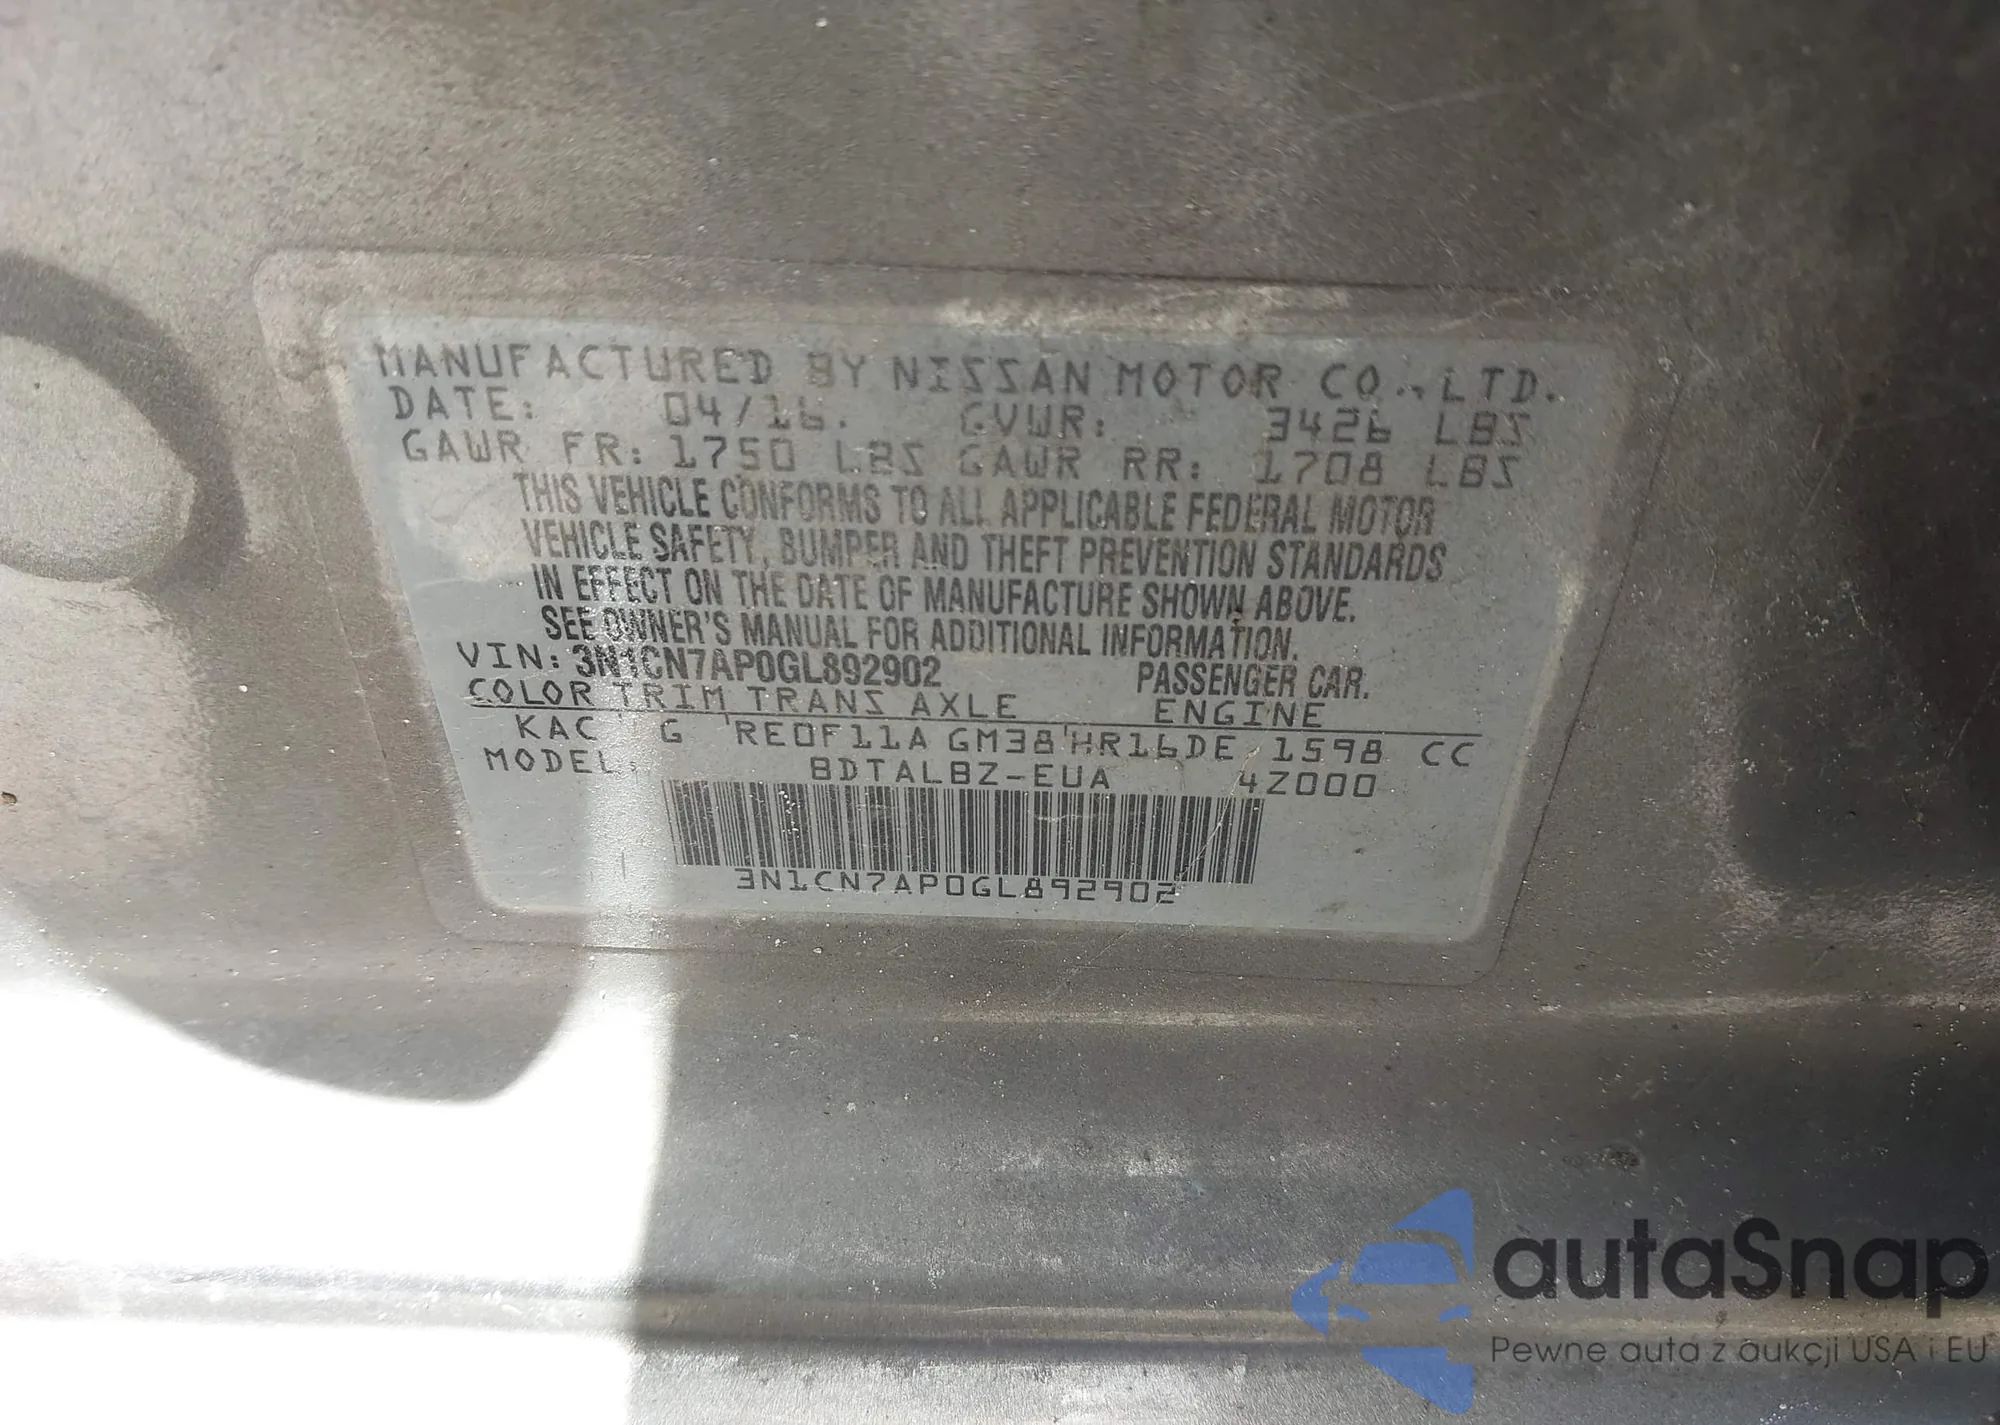 MANUFACTURED BY NISSAN MOTOR CO., LTD.
DATE: 04/16. GVWR: 3426 LBS
GAWR FR: 1750 LBS GAWR RR: 1708 LBS
THIS VEHICLE CONFORMS TO ALL APPLICABLE FEDERAL MOTOR
VEHICLE SAFETY, BUMPER AND THEFT PREVENTION STANDARDS
IN EFFECT ON THE DATE OF MANUFACTURE SHOWN ABOVE.
SEE OWNER'S MANUAL FOR ADDITIONAL INFORMATION.
VIN: 3N1CN7AP0GL892902 PASSENGER CAR.
COLOR TRIM TRANS AXLE ENGINE
KAC G RE0F11A GM38 HR16DE 1598 CC
MODEL: BDTALBZ-EUA 4Z000
3N1CN7AP0GL892902
autaSnap
Pewne auta z aukcji USA i EU